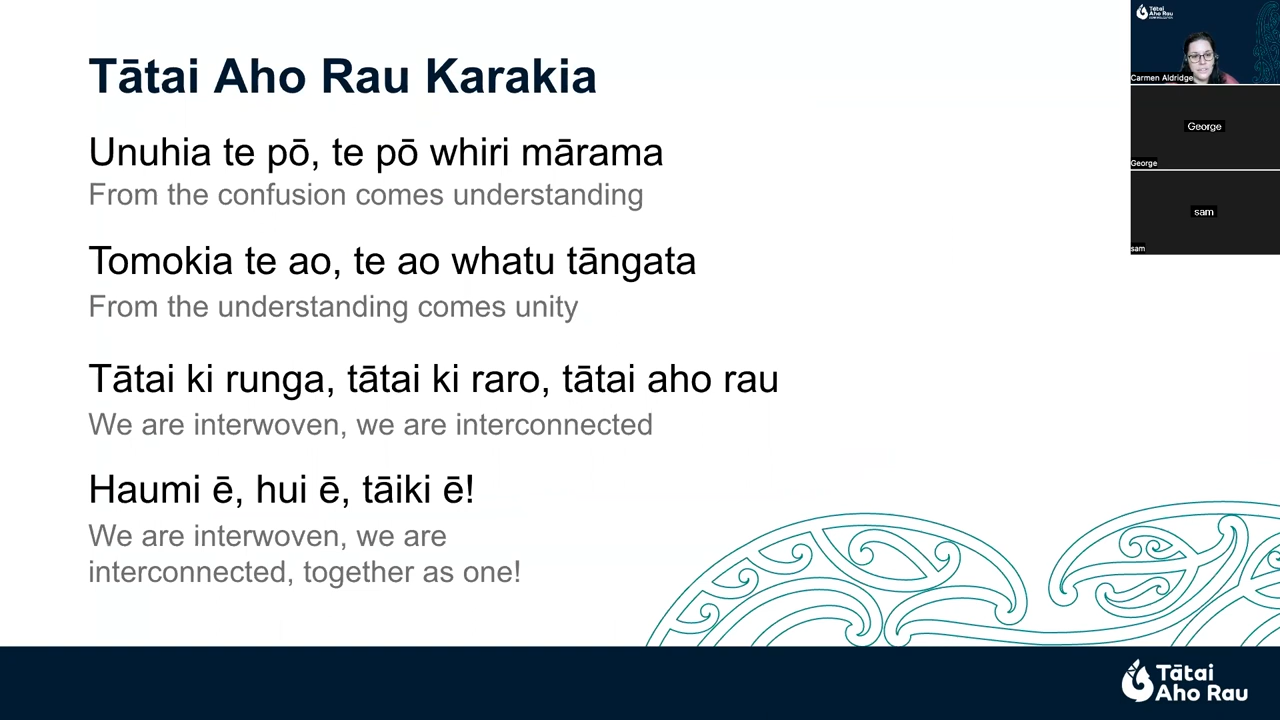 Tātai Aho Rau Karakia
Unuhia te pō, te pō whiri mārama
From the confusion comes understanding
Tomokia te ao, te ao whatu tāngata
From the understanding comes unity
Tātai ki runga, tātai ki raro, tātai aho rau
We are interwoven, we are interconnected
Haumi ē, hui ē, tāiki ē!
We are interwoven, we are
interconnected, together as one!
Tātai
Aho Rau
Carmen Aldridge
George
George
sam
sam
Tātai
Aho Rau